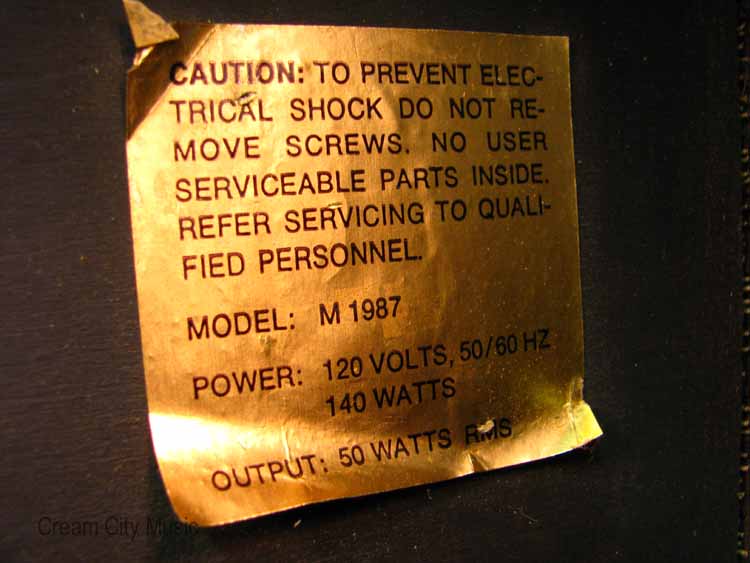 CAUTION: TO PREVENT ELEC-
TRICAL SHOCK DO NOT RE-
MOVE SCREWS. NO USER
SERVICEABLE PARTS INSIDE.
REFER SERVICING TO QUALI-
FIED PERSONNEL.
MODEL: M 1987
POWER: 120 VOLTS, 50/60 HZ
140 WATTS
OUTPUT: 50 WATTS RMS
Cream City Music